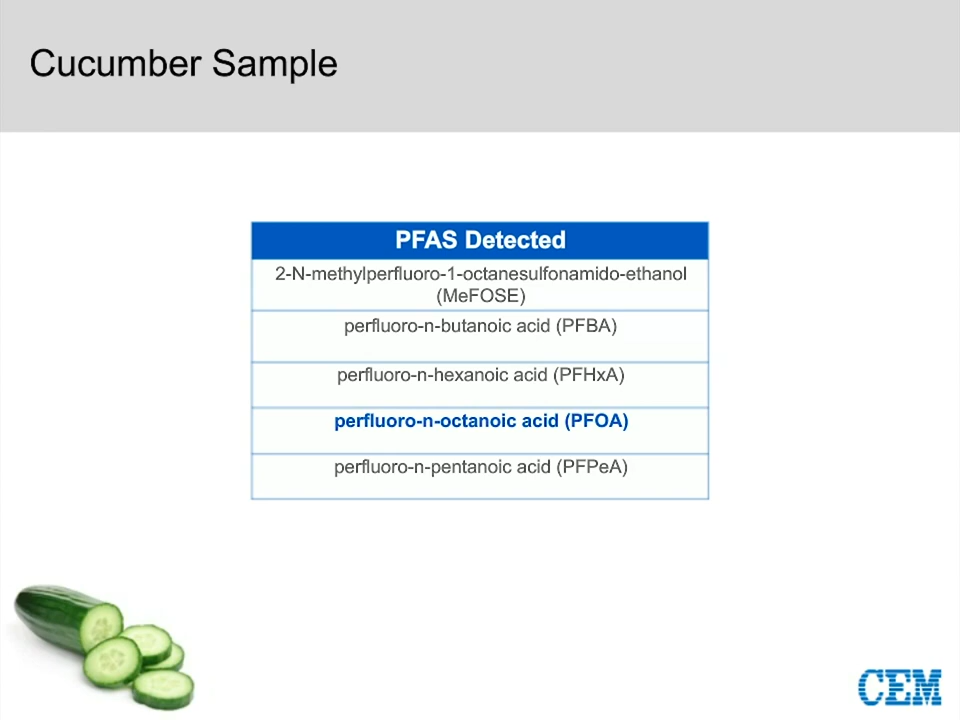 Cucumber Sample
PFAS Detected
2-N-methylperfluoro-1-octanesulfonamido-ethanol
(MeFOSE)
perfluoro-n-butanoic acid (PFBA)
perfluoro-n-hexanoic acid (PFHxA)
perfluoro-n-octanoic acid (PFOA)
perfluoro-n-pentanoic acid (PFPeA)
CEM